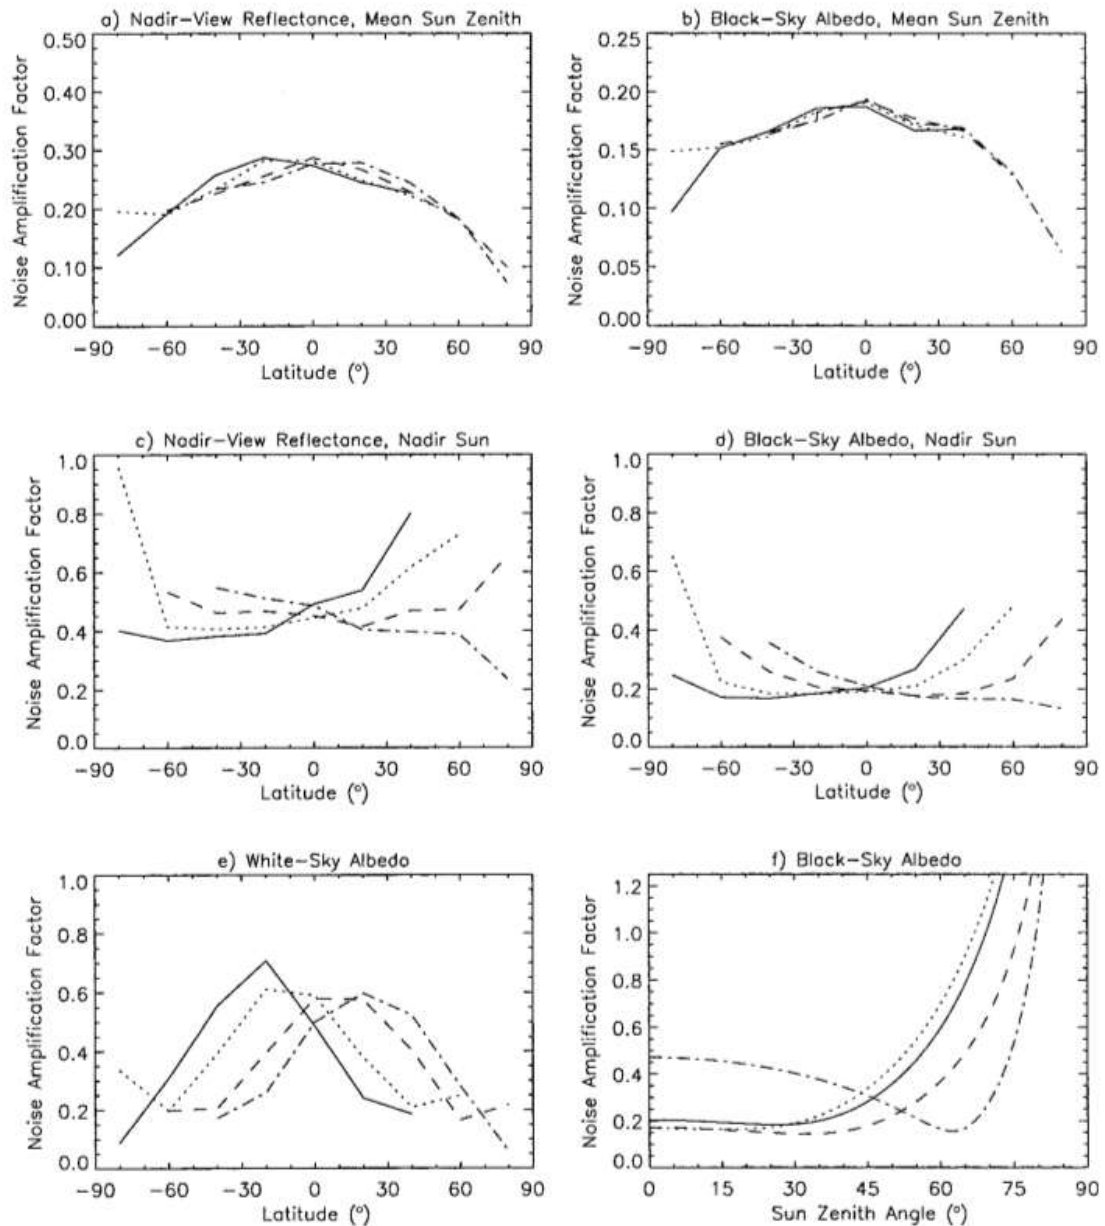 a) Nadir-View Reflectance, Mean Sun Zenith
0.50
0.40
0.30
0.20
0.10
0.00
Noise Amplification Factor
-90 -60 -30 0 30 60 90
Latitude (°)
b) Black-Sky Albedo, Mean Sun Zenith
0.25
0.20
0.15
0.10
0.05
0.00
Noise Amplification Factor
-90 -60 -30 0 30 60 90
Latitude (°)
c) Nadir-View Reflectance, Nadir Sun
1.0
0.8
0.6
0.4
0.2
0.0
Noise Amplification Factor
-90 -60 -30 0 30 60 90
Latitude (°)
d) Black-Sky Albedo, Nadir Sun
1.0
0.8
0.6
0.4
0.2
0.0
Noise Amplification Factor
-90 -60 -30 0 30 60 90
Latitude (°)
e) White-Sky Albedo
1.0
0.8
0.6
0.4
0.2
0.0
Noise Amplification Factor
-90 -60 -30 0 30 60 90
Latitude (°)
f) Black-Sky Albedo
1.2
1.0
0.8
0.6
0.4
0.2
0.0
Noise Amplification Factor
0 15 30 45 60 75 90
Sun Zenith Angle (°)